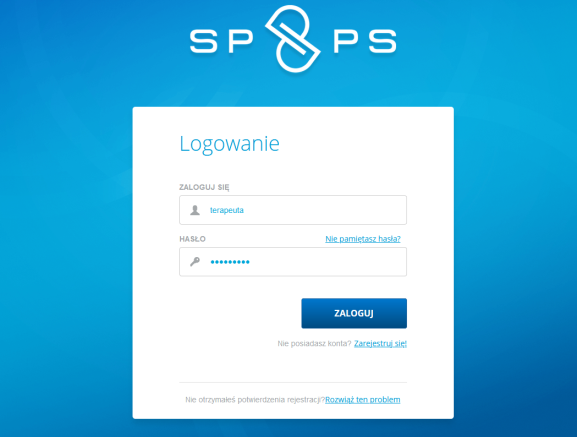 SP PS
Logowanie
ZALOGUJ SIĘ
terapeuta
HASŁO Nie pamiętasz hasła?
•••••••••
ZALOGUJ
Nie posiadasz konta? Zarejestruj się!
Nie otrzymałeś potwierdzenia rejestracji?Rozwiąż ten problem